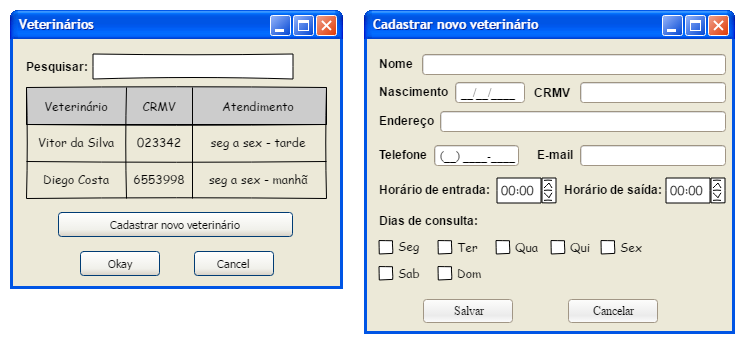 Veterinários
Pesquisar:
Veterinário CRMV Atendimento
Vitor da Silva 023342 seg a sex - tarde
Diego Costa 6553998 seg a sex - manhã
Cadastrar novo veterinário
Okay Cancel
Cadastrar novo veterinário
Nome
Nascimento __/__/____ CRMV
Endereço
Telefone (__) ____-____ E-mail
Horário de entrada: 00:00 Horário de saída: 00:00
Dias de consulta:
Seg Ter Qua Qui Sex
Sab Dom
Salvar Cancelar